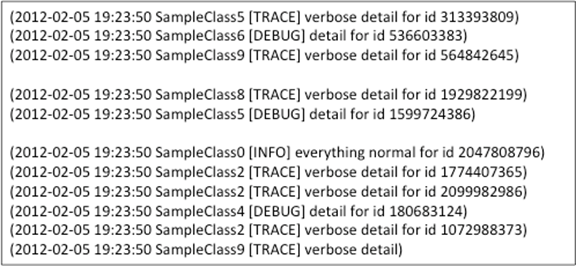 (2012-02-05 19:23:50 SampleClass5 [TRACE] verbose detail for id 313393809)
(2012-02-05 19:23:50 SampleClass6 [DEBUG] detail for id 536603383)
(2012-02-05 19:23:50 SampleClass9 [TRACE] verbose detail for id 564842645)
(2012-02-05 19:23:50 SampleClass8 [TRACE] verbose detail for id 1929822199)
(2012-02-05 19:23:50 SampleClass5 [DEBUG] detail for id 1599724386)
(2012-02-05 19:23:50 SampleClass0 [INFO] everything normal for id 2047808796)
(2012-02-05 19:23:50 SampleClass2 [TRACE] verbose detail for id 1774407365)
(2012-02-05 19:23:50 SampleClass2 [TRACE] verbose detail for id 2099982986)
(2012-02-05 19:23:50 SampleClass4 [DEBUG] detail for id 180683124)
(2012-02-05 19:23:50 SampleClass2 [TRACE] verbose detail for id 1072988373)
(2012-02-05 19:23:50 SampleClass9 [TRACE] verbose detail)